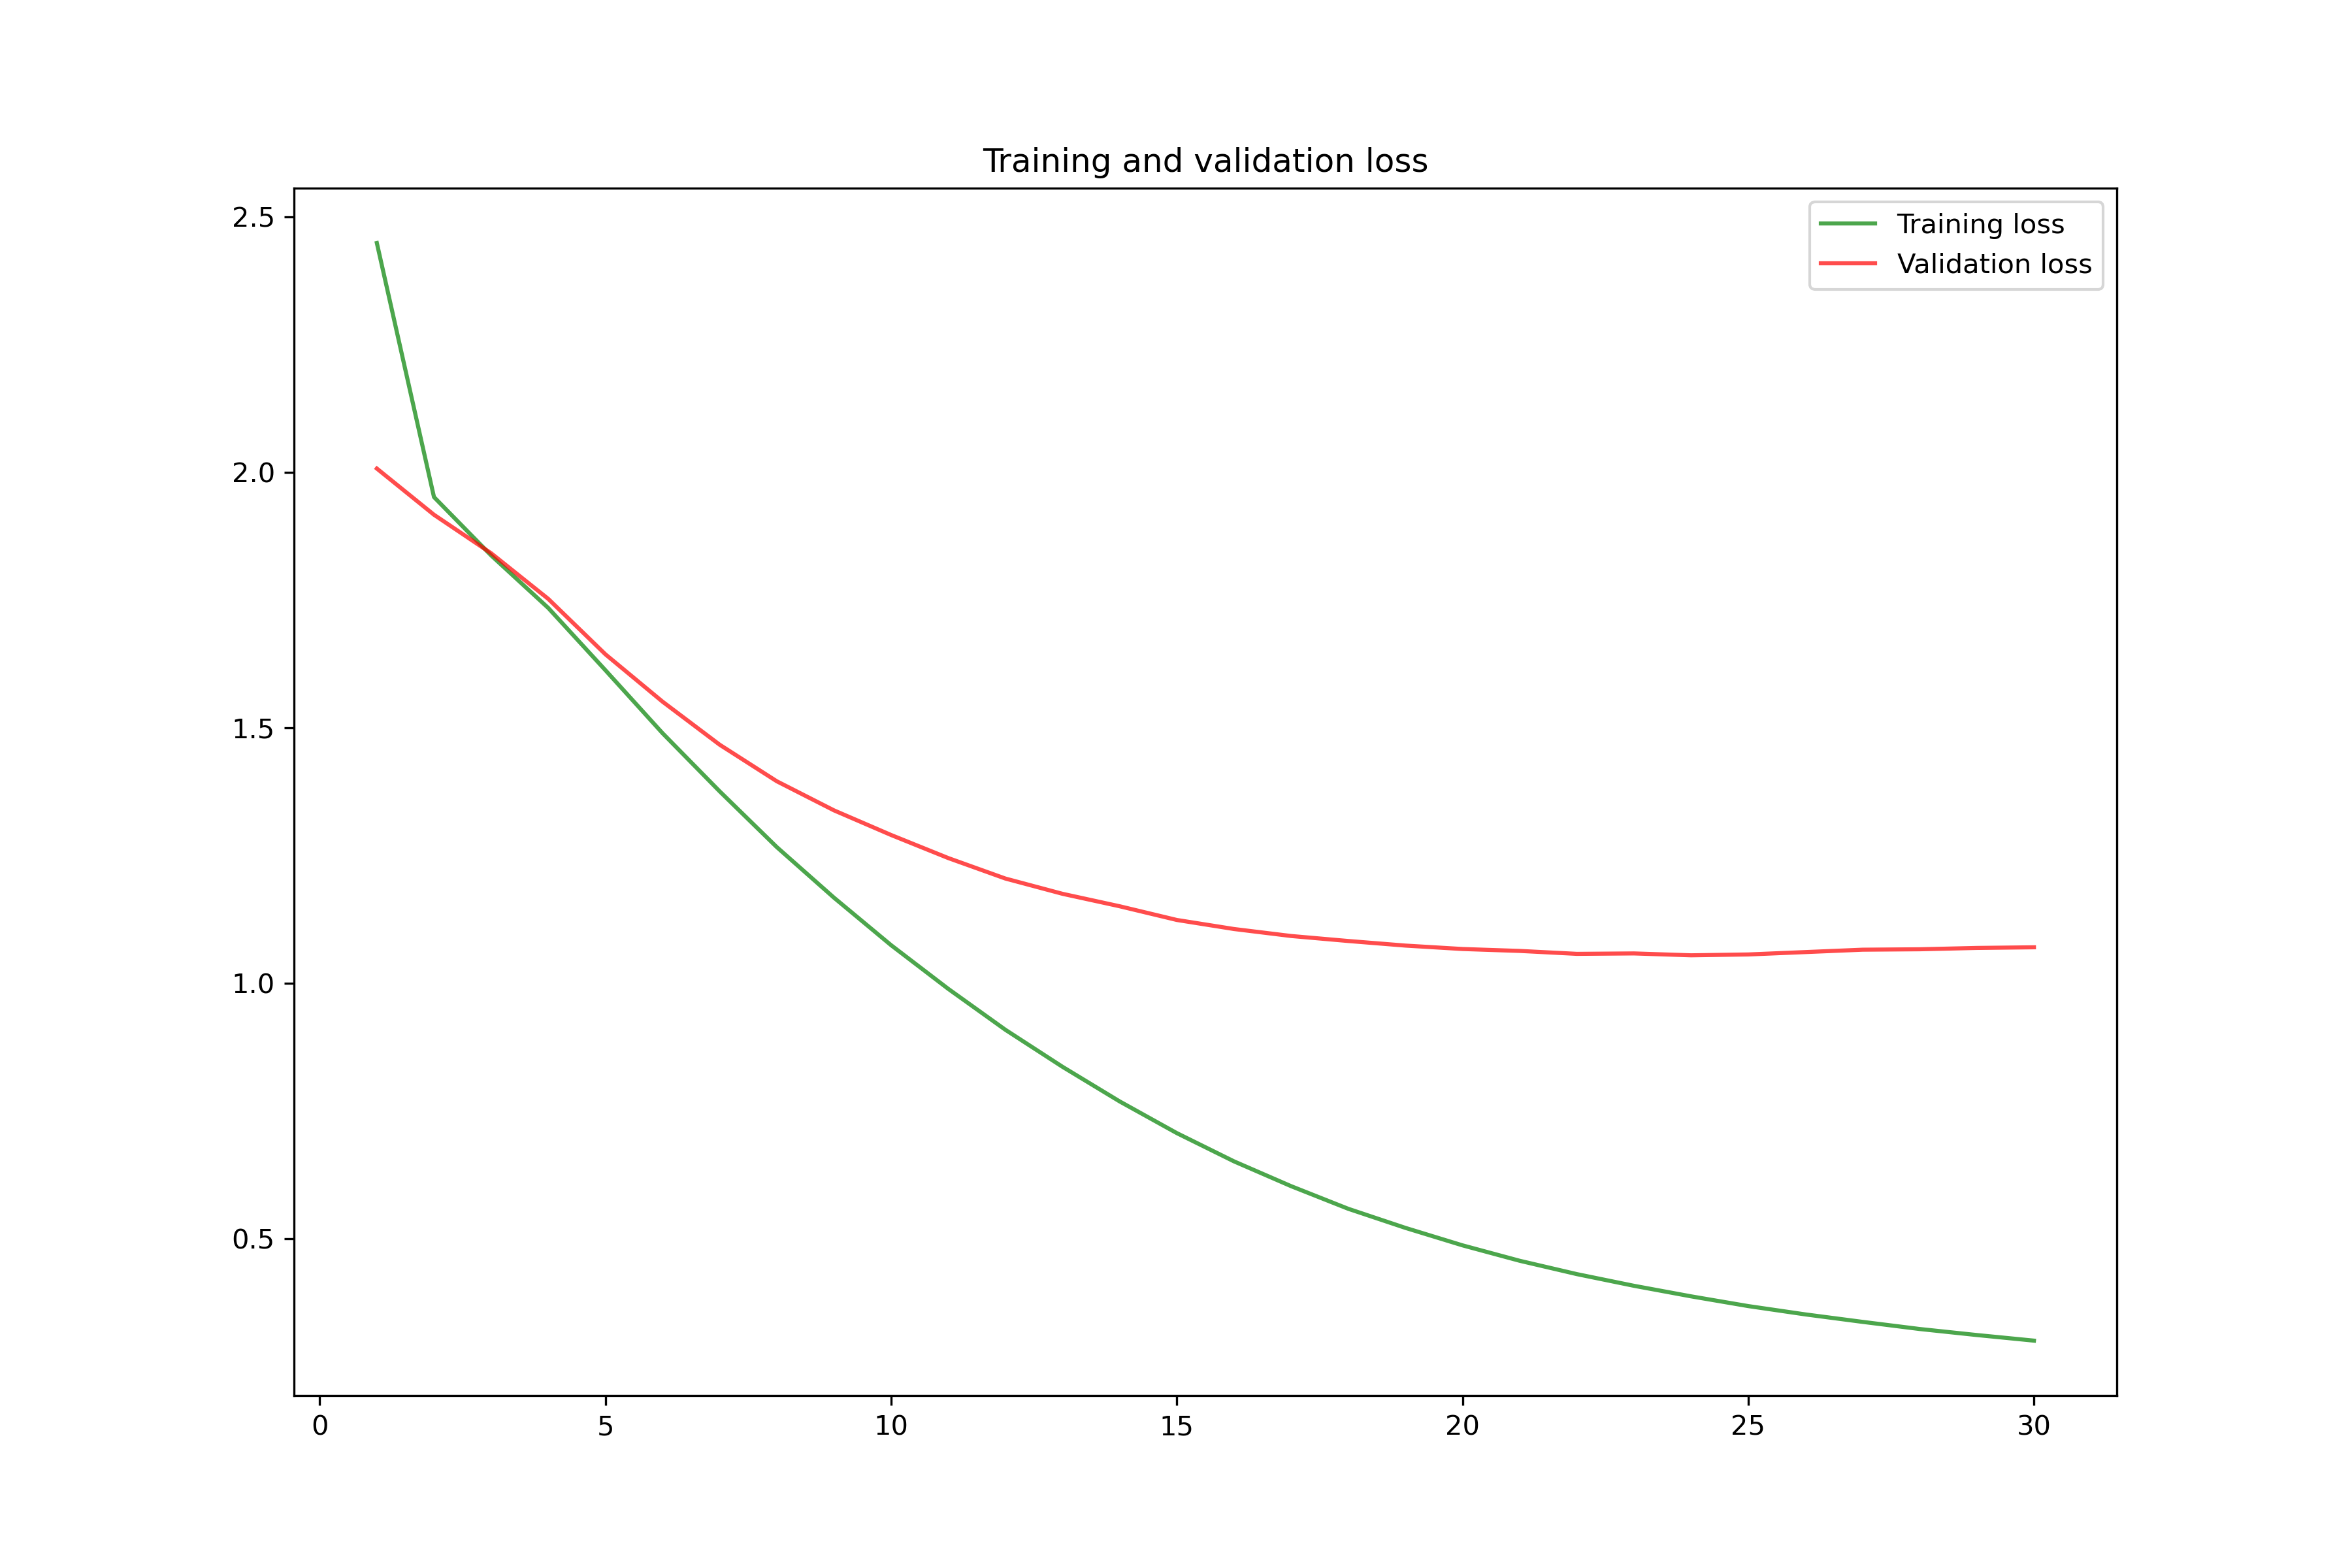 Training and validation loss
Training loss
Validation loss
2.5
2.0
1.5
1.0
0.5
0 5 10 15 20 25 30